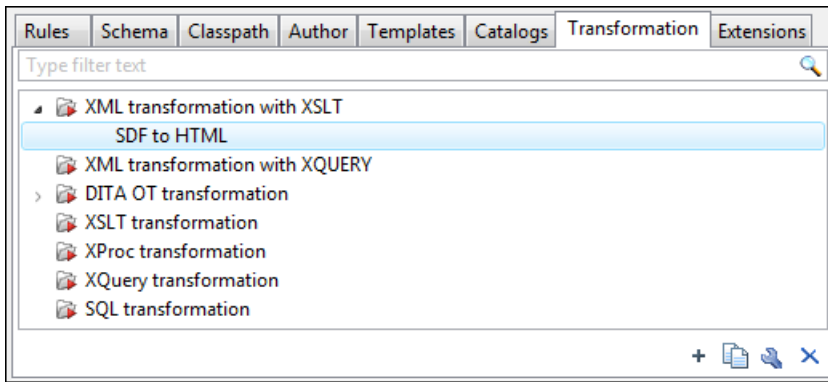 Rules Schema Classpath Author Templates Catalogs Transformation Extensions
Type filter text
XML transformation with XSLT
SDF to HTML
XML transformation with XQUERY
DITA OT transformation
XSLT transformation
XProc transformation
XQuery transformation
SQL transformation